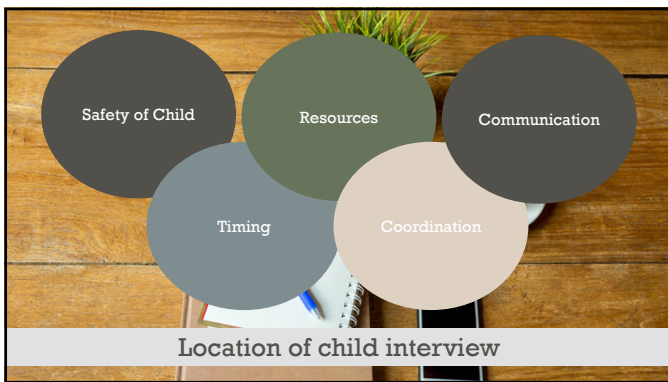 Safety of Child
Resources
Communication
Timing
Coordination
Location of child interview